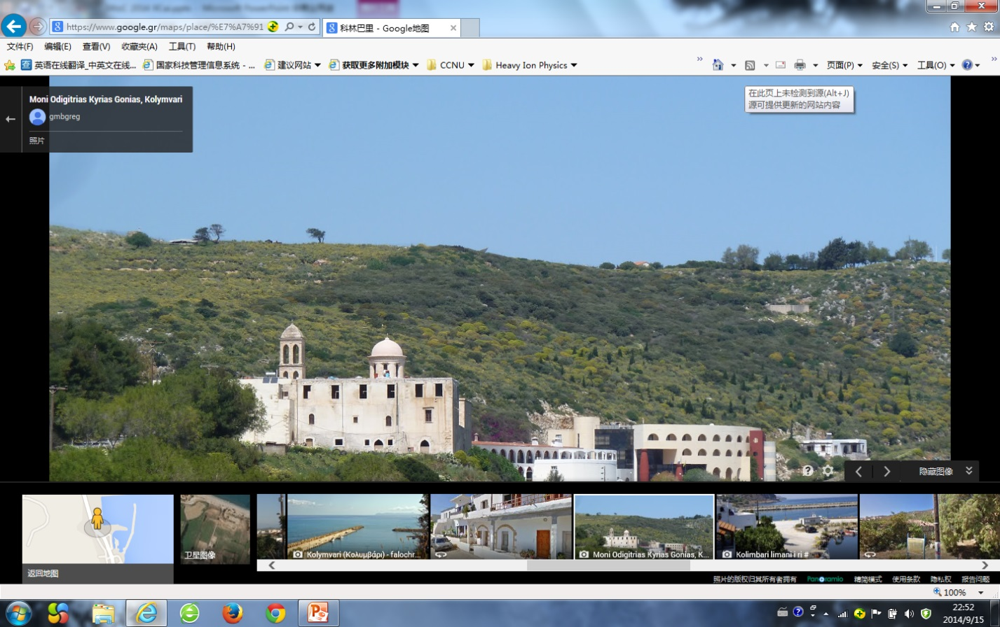 https://www.google.gr/maps/place/%E7%A7%91
科林巴里 - Google地图
文件(F) 编辑(E) 查看(V) 收藏夹(A) 工具(T) 帮助(H)
英语在线翻译_中英文在线... 国家科技管理信息系统 - ... 建议网站 获取更多附加模块 CCNU Heavy Ion Physics 页面(P) 安全(S) 工具(O)
在此页上未检测到源(Alt+J)
源可提供更新的网站内容
Moni Odigitrias Kyrias Gonias, Kolymvari
gmbgreg
照片
隐藏图像
返回地图
卫星图像
Kolymvari (Κολυμβάρι) - falochr...
Moni Odigitrias Kyrias Gonias, K...
Kolimbari limani i ri #
照片的版权归其所有者拥有 Panoramio 精简模式 使用条款 隐私权 报告问题
100%
22:52
2014/9/15